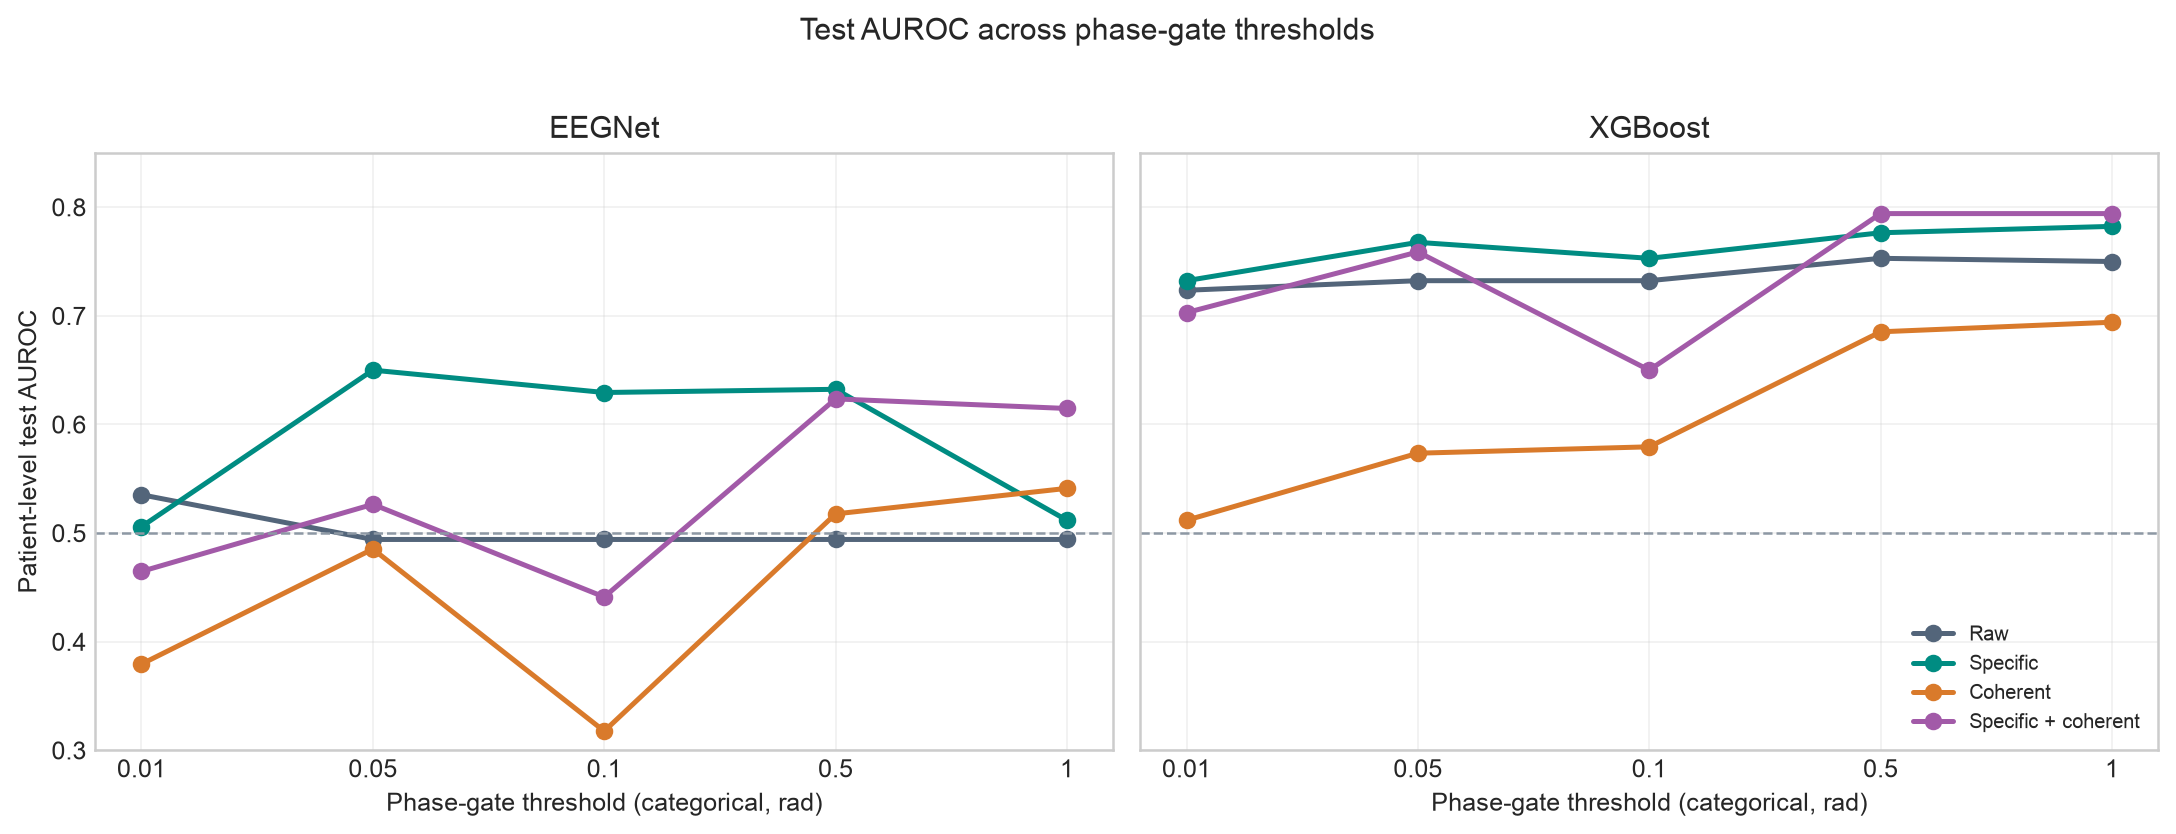 Test AUROC across phase-gate thresholds
EEGNet
XGBoost
Patient-level test AUROC
0.8
0.7
0.6
0.5
0.4
0.3
0.01 0.05 0.1 0.5 1
0.01 0.05 0.1 0.5 1
Phase-gate threshold (categorical, rad)
Phase-gate threshold (categorical, rad)
Raw
Specific
Coherent
Specific + coherent